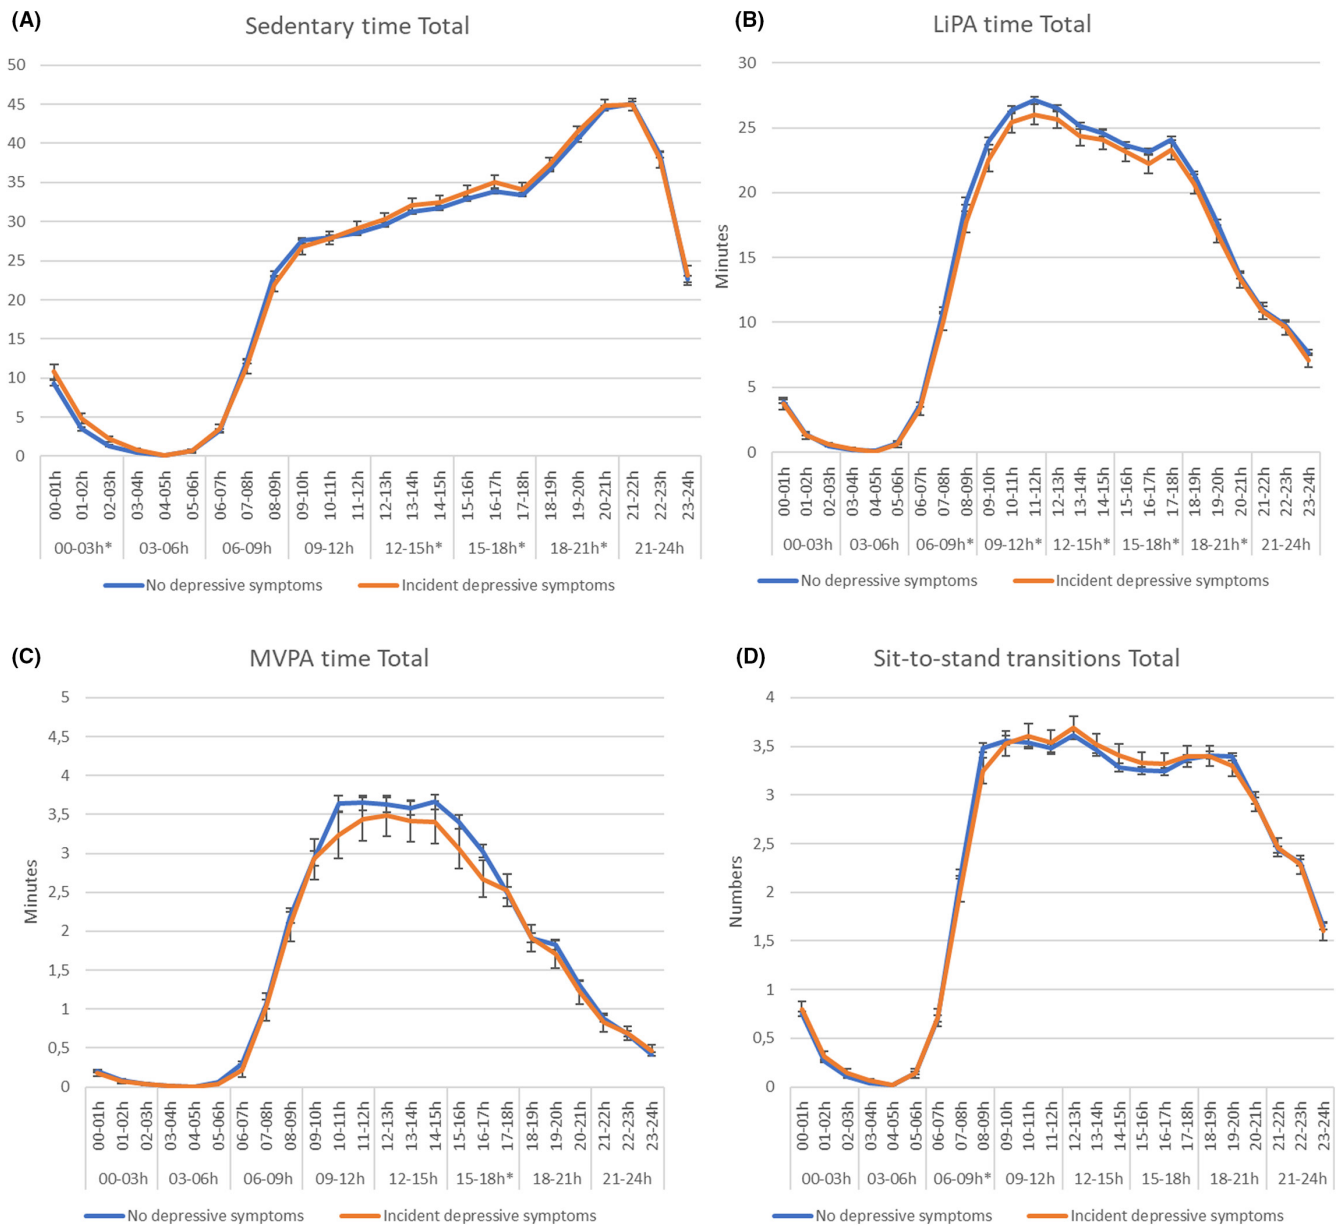 (A)
Sedentary time Total
50
45
40
35
30
25
20
15
10
5
0
00-01h 01-02h 02-03h 03-04h 04-05h 05-06h 06-07h 07-08h 08-09h 09-10h 10-11h 11-12h 12-13h 13-14h 14-15h 15-16h 16-17h 17-18h 18-19h 19-20h 20-21h 21-22h 22-23h 23-24h
00-03h* 03-06h 06-09h 09-12h 12-15h* 15-18h* 18-21h* 21-24h
No depressive symptoms Incident depressive symptoms
(B)
LiPA time Total
30
25
20
15
10
5
0
Minutes
00-01h 01-02h 02-03h 03-04h 04-05h 05-06h 06-07h 07-08h 08-09h 09-10h 10-11h 11-12h 12-13h 13-14h 14-15h 15-16h 16-17h 17-18h 18-19h 19-20h 20-21h 21-22h 22-23h 23-24h
00-03h 03-06h 06-09h* 09-12h* 12-15h* 15-18h* 18-21h* 21-24h
No depressive symptoms Incident depressive symptoms
(C)
MVPA time Total
5
4,5
4
3,5
3
2,5
2
1,5
1
0,5
0
Minutes
00-01h 01-02h 02-03h 03-04h 04-05h 05-06h 06-07h 07-08h 08-09h 09-10h 10-11h 11-12h 12-13h 13-14h 14-15h 15-16h 16-17h 17-18h 18-19h 19-20h 20-21h 21-22h 22-23h 23-24h
00-03h 03-06h 06-09h 09-12h 12-15h 15-18h* 18-21h 21-24h
No depressive symptoms Incident depressive symptoms
(D)
Sit-to-stand transitions Total
4
3,5
3
2,5
2
1,5
1
0,5
0
Numbers
00-01h 01-02h 02-03h 03-04h 04-05h 05-06h 06-07h 07-08h 08-09h 09-10h 10-11h 11-12h 12-13h 13-14h 14-15h 15-16h 16-17h 17-18h 18-19h 19-20h 20-21h 21-22h 22-23h 23-24h
00-03h 03-06h 06-09h* 09-12h 12-15h 15-18h 18-21h 21-24h
No depressive symptoms Incident depressive symptoms